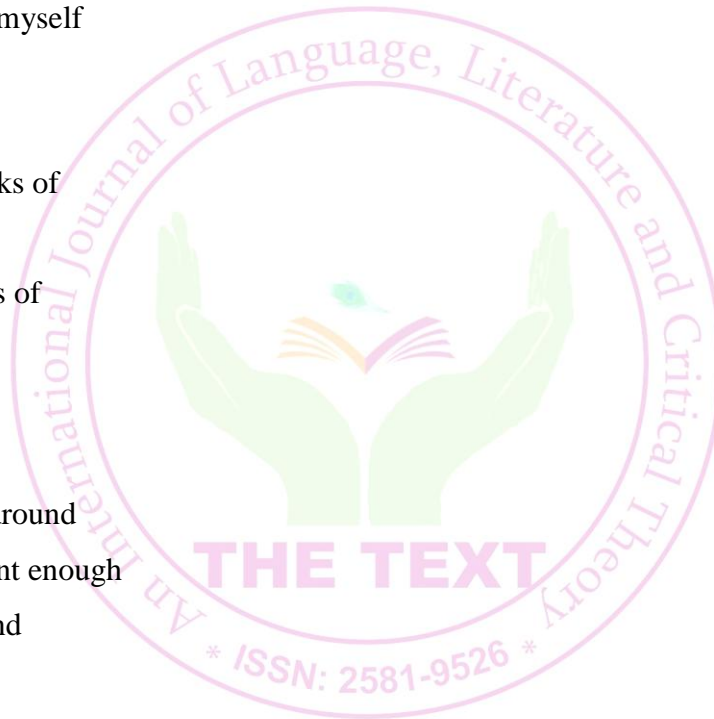 myself
ks of
s of
round
nt enough
nd
An International Journal of Language, Literature and Critical Theory
THE TEXT
* ISSN: 2581-9526 *